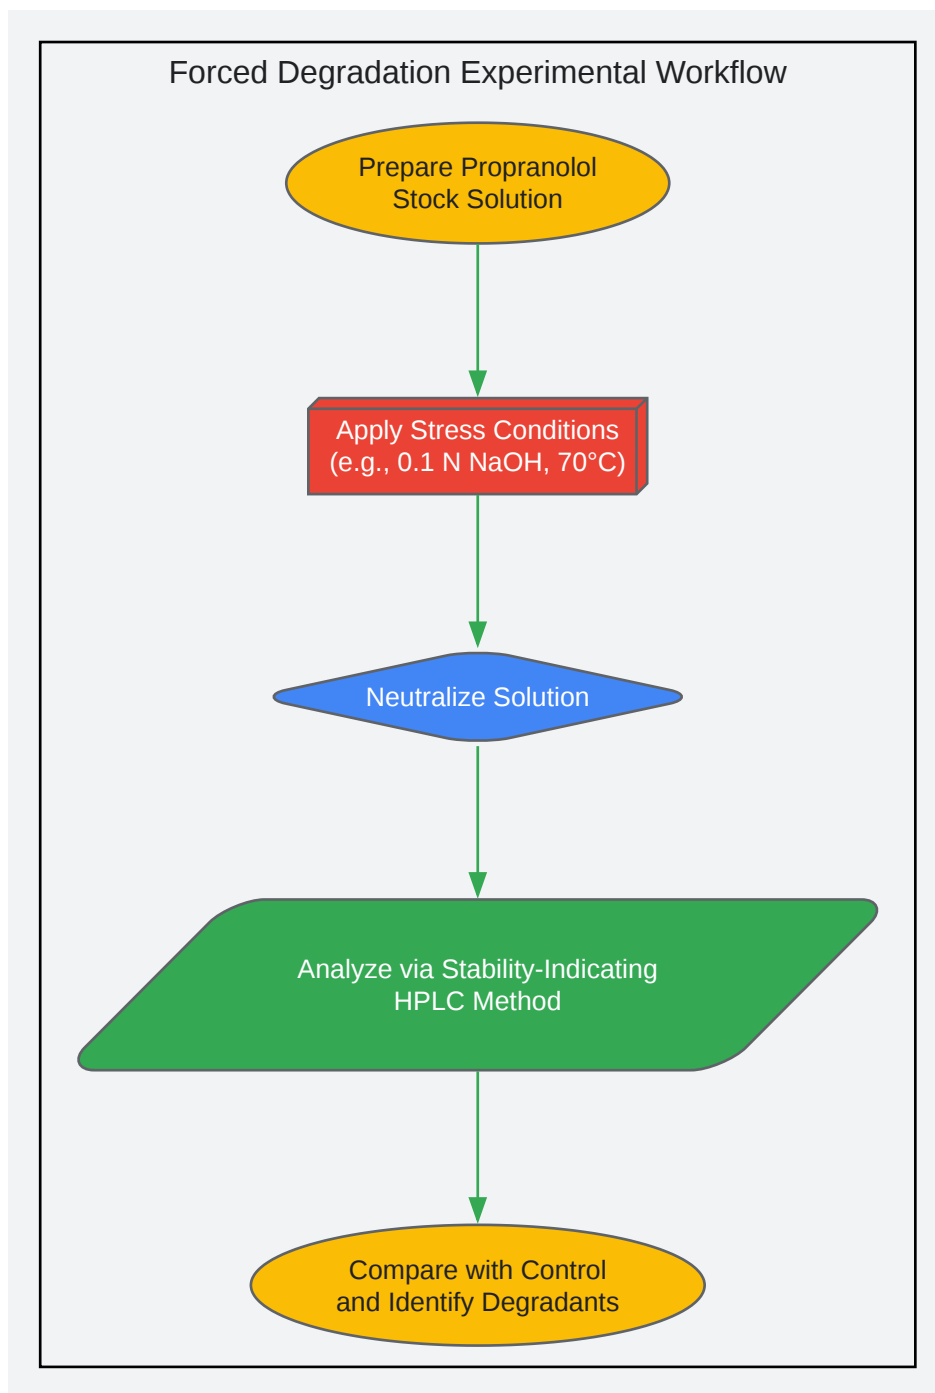 Forced Degradation Experimental Workflow
Prepare Propranolol
Stock Solution
Apply Stress Conditions
(e.g., 0.1 N NaOH, 70°C)
Neutralize Solution
Analyze via Stability-Indicating
HPLC Method
Compare with Control
and Identify Degradants